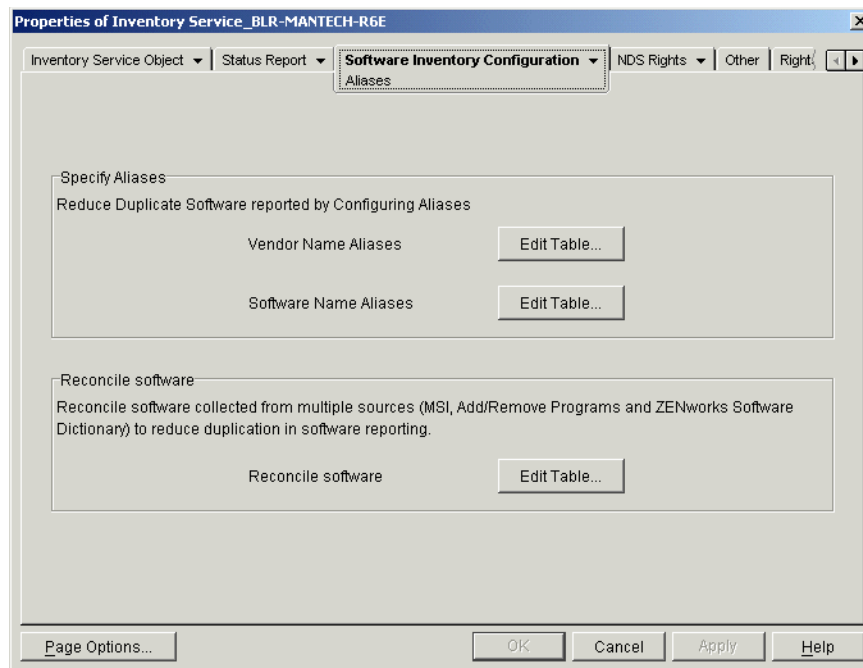 Properties of Inventory Service_BLR-MANTECH-R6E
Inventory Service Object
Status Report
Software Inventory Configuration
NDS Rights
Other
Aliases
Specify Aliases
Reduce Duplicate Software reported by Configuring Aliases
Vendor Name Aliases
Edit Table...
Software Name Aliases
Edit Table...
Reconcile software
Reconcile software collected from multiple sources (MSI, Add/Remove Programs and ZENworks Software
Dictionary) to reduce duplication in software reporting.
Reconcile software
Edit Table...
Page Options...
OK
Cancel
Apply
Help